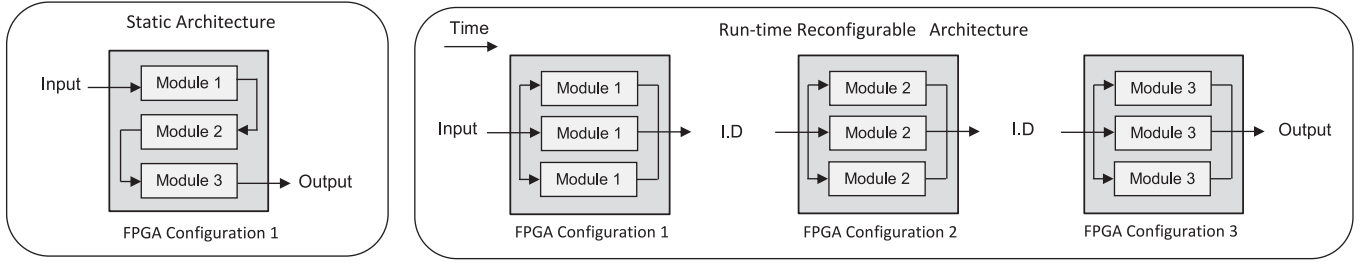 Static Architecture
Input
Module 1
Module 2
Module 3
Output
FPGA Configuration 1
Time
Run-time Reconfigurable Architecture
Input
Module 1
Module 1
Module 1
FPGA Configuration 1
I.D
Module 2
Module 2
Module 2
FPGA Configuration 2
I.D
Module 3
Module 3
Module 3
Output
FPGA Configuration 3